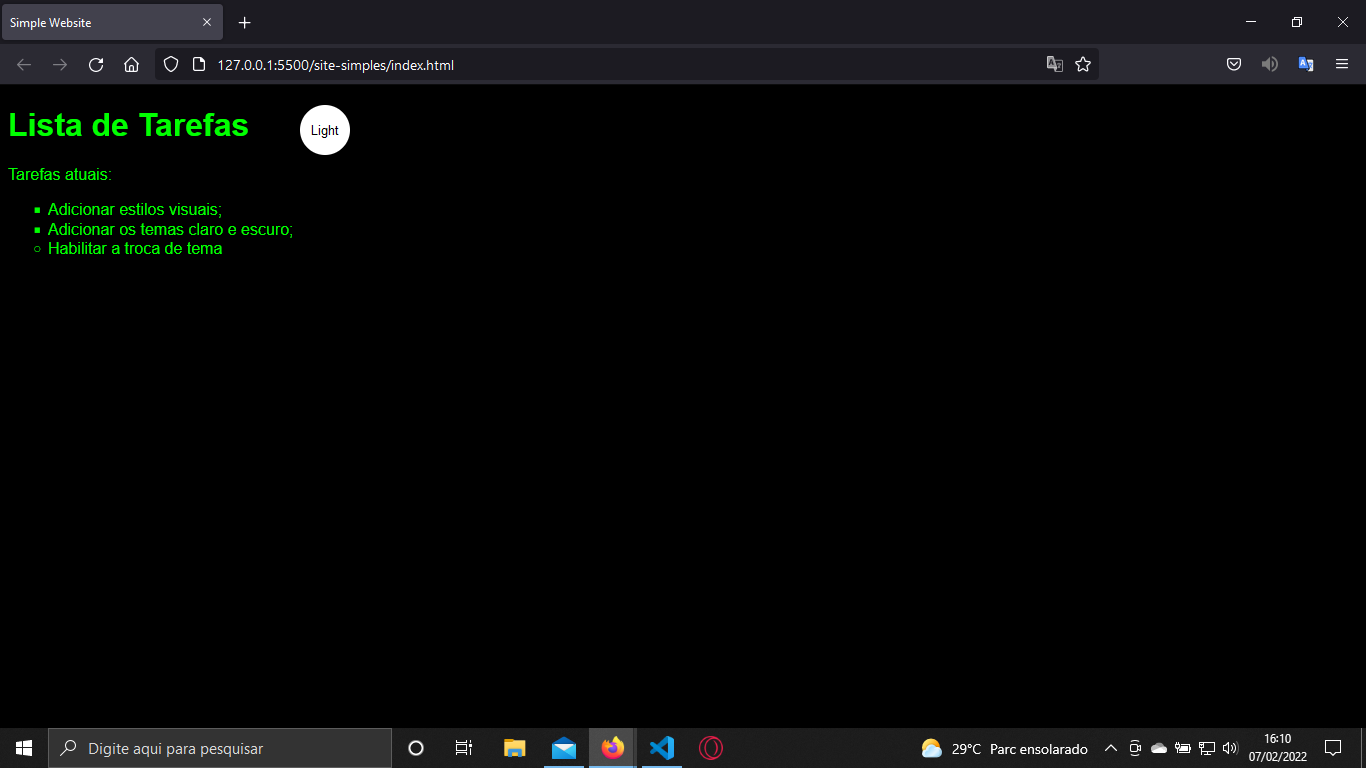 Simple Website
127.0.0.1:5500/site-simples/index.html
Lista de Tarefas
Light
Tarefas atuais:
Adicionar estilos visuais;
Adicionar os temas claro e escuro;
Habilitar a troca de tema
Digite aqui para pesquisar
29°C Parc ensolarado
16:10
07/02/2022